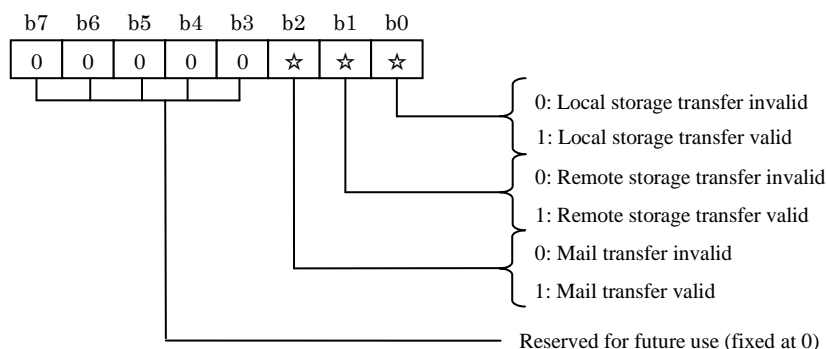 b7 b6 b5 b4 b3 b2 b1 b0
0 0 0 0 0 ☆ ☆ ☆
0: Local storage transfer invalid
1: Local storage transfer valid
0: Remote storage transfer invalid
1: Remote storage transfer valid
0: Mail transfer invalid
1: Mail transfer valid
Reserved for future use (fixed at 0)